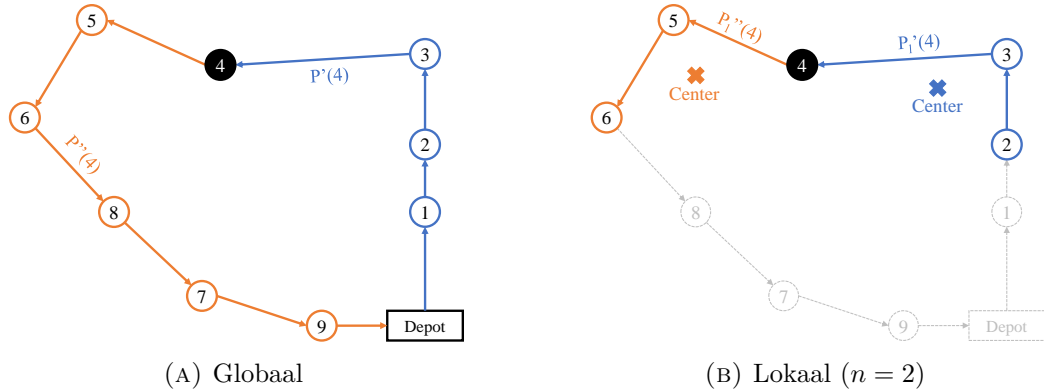 5
4
3
P'(4)
6
2
P''(4)
8
1
7
9
Depot
(A) Globaal
P₁''(4)
5
4
P₁'(4)
3
Center
Center
6
2
8
1
7
9
Depot
(B) Lokaal (n = 2)